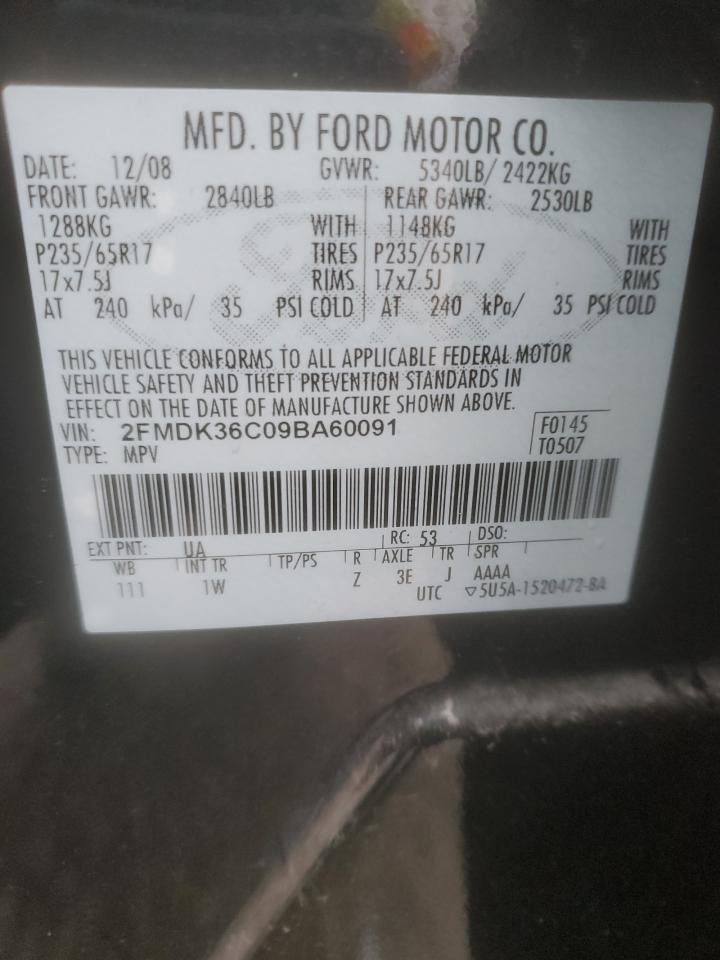 MFD. BY FORD MOTOR CO.
DATE: 12/08 GVWR: 5340LB/ 2422KG
FRONT GAWR: 2840LB REAR GAWR: 2530LB
1288KG WITH 1148KG WITH
P235/65R17 TIRES P235/65R17 TIRES
17x7.5J RIMS 17x7.5J RIMS
AT 240 kPa/ 35 PSI COLD AT 240 kPa/ 35 PSI COLD
THIS VEHICLE CONFORMS TO ALL APPLICABLE FEDERAL MOTOR
VEHICLE SAFETY AND THEFT PREVENTION STANDARDS IN
EFFECT ON THE DATE OF MANUFACTURE SHOWN ABOVE.
VIN: 2FMDK36C09BA60091 F0145
TYPE: MPV T0507
EXT PNT: UA RC: 53 DSO:
WB INT TR TP/PS R AXLE TR SPR
111 1W Z 3E J AAAA
UTC ▽5U5A-1520472-BA